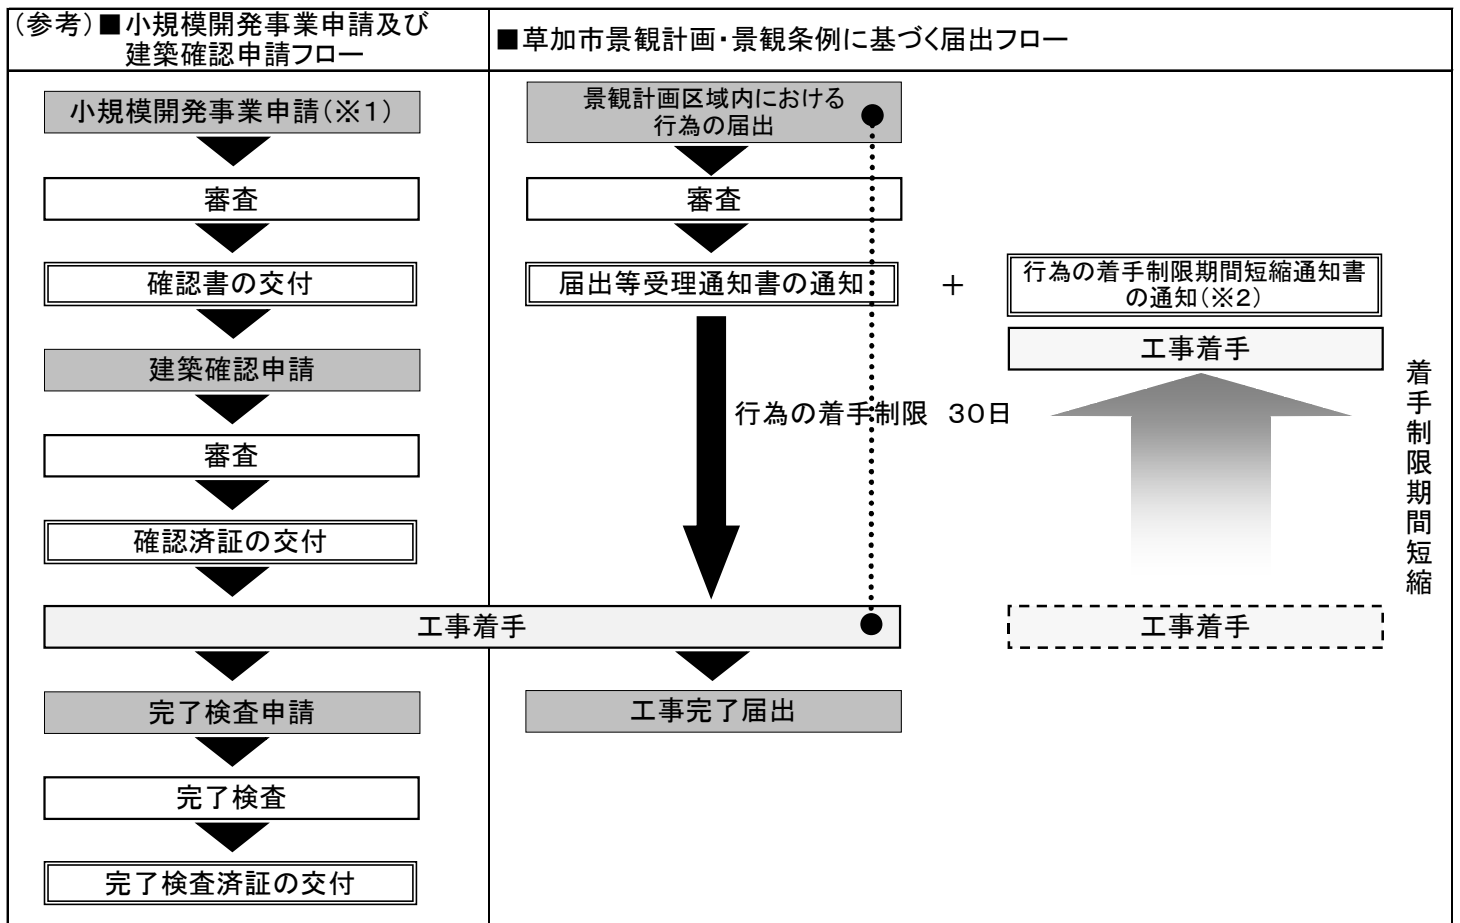 (参考)■小規模開発事業申請及び
建築確認申請フロー
■草加市景観計画・景観条例に基づく届出フロー
小規模開発事業申請(※1)
審査
確認書の交付
建築確認申請
審査
確認済証の交付
景観計画区域内における
行為の届出
審査
届出等受理通知書の通知
+
行為の着手制限期間短縮通知書
の通知(※2)
工事着手
行為の着手制限 30日
着手制限期間短縮
工事着手
工事着手
完了検査申請
完了検査
完了検査済証の交付
工事完了届出